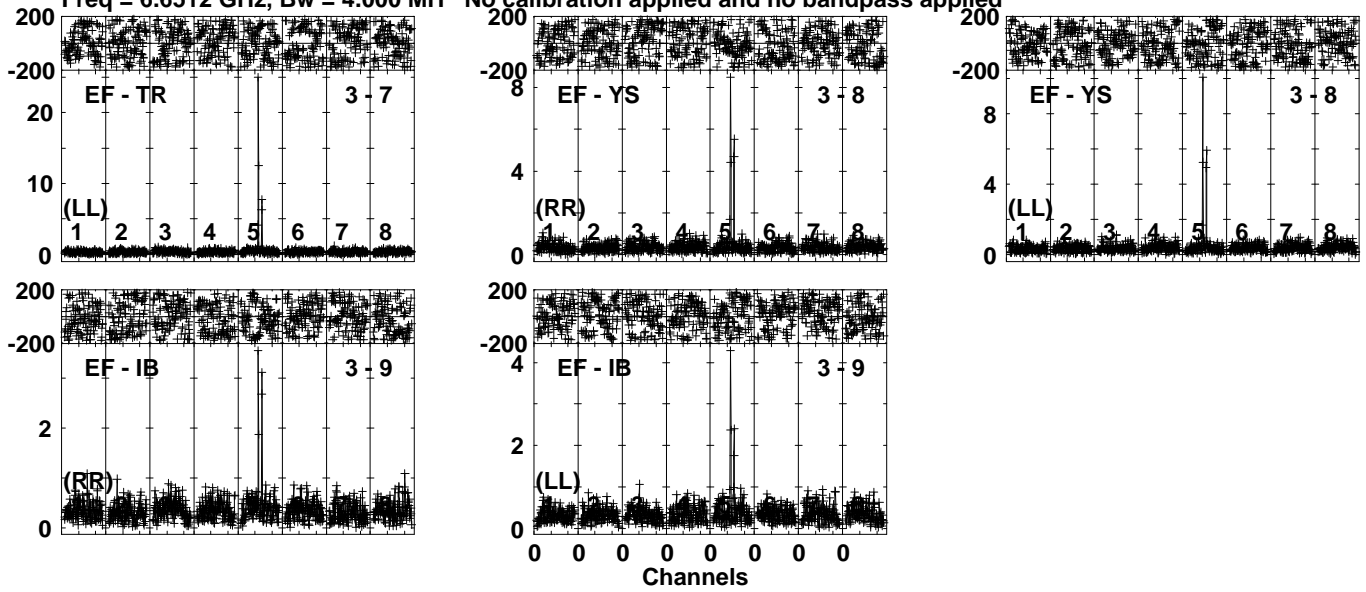 Freq = 6.6512 GHz, Bw = 4.000 MH No calibration applied and no bandpass applied
200 200 200
-200 -200 -200
EF - TR 3 - 7 EF - YS 3 - 8 EF - YS 3 - 8
20 8 8
10 4 4
(LL) (RR) (LL)
1 2 3 4 5 6 7 8 1 2 3 4 5 6 7 8 1 2 3 4 5 6 7 8
0 0 0
200 200
-200 -200
EF - IB 3 - 9 EF - IB 3 - 9
4
2 2
(RR) (LL)
0 0
0 0 0 0 0 0 0 0
Channels